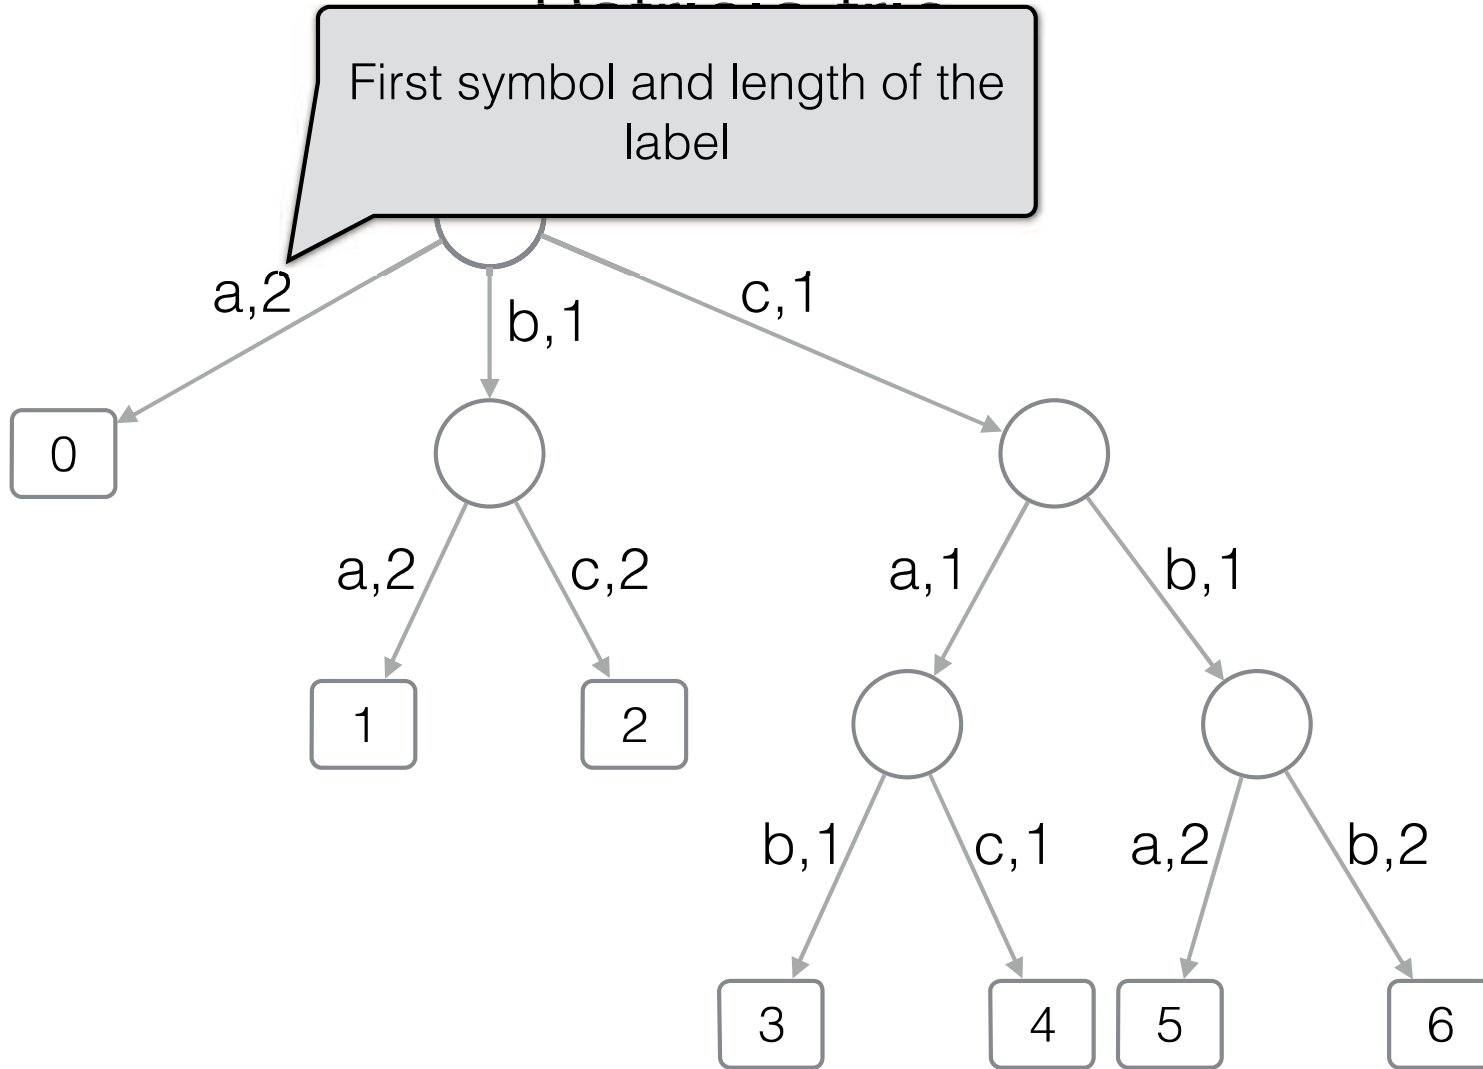 First symbol and length of the
label
a,2
b,1
c,1
0
a,2
c,2
a,1
b,1
1
2
b,1
c,1
a,2
b,2
3
4
5
6